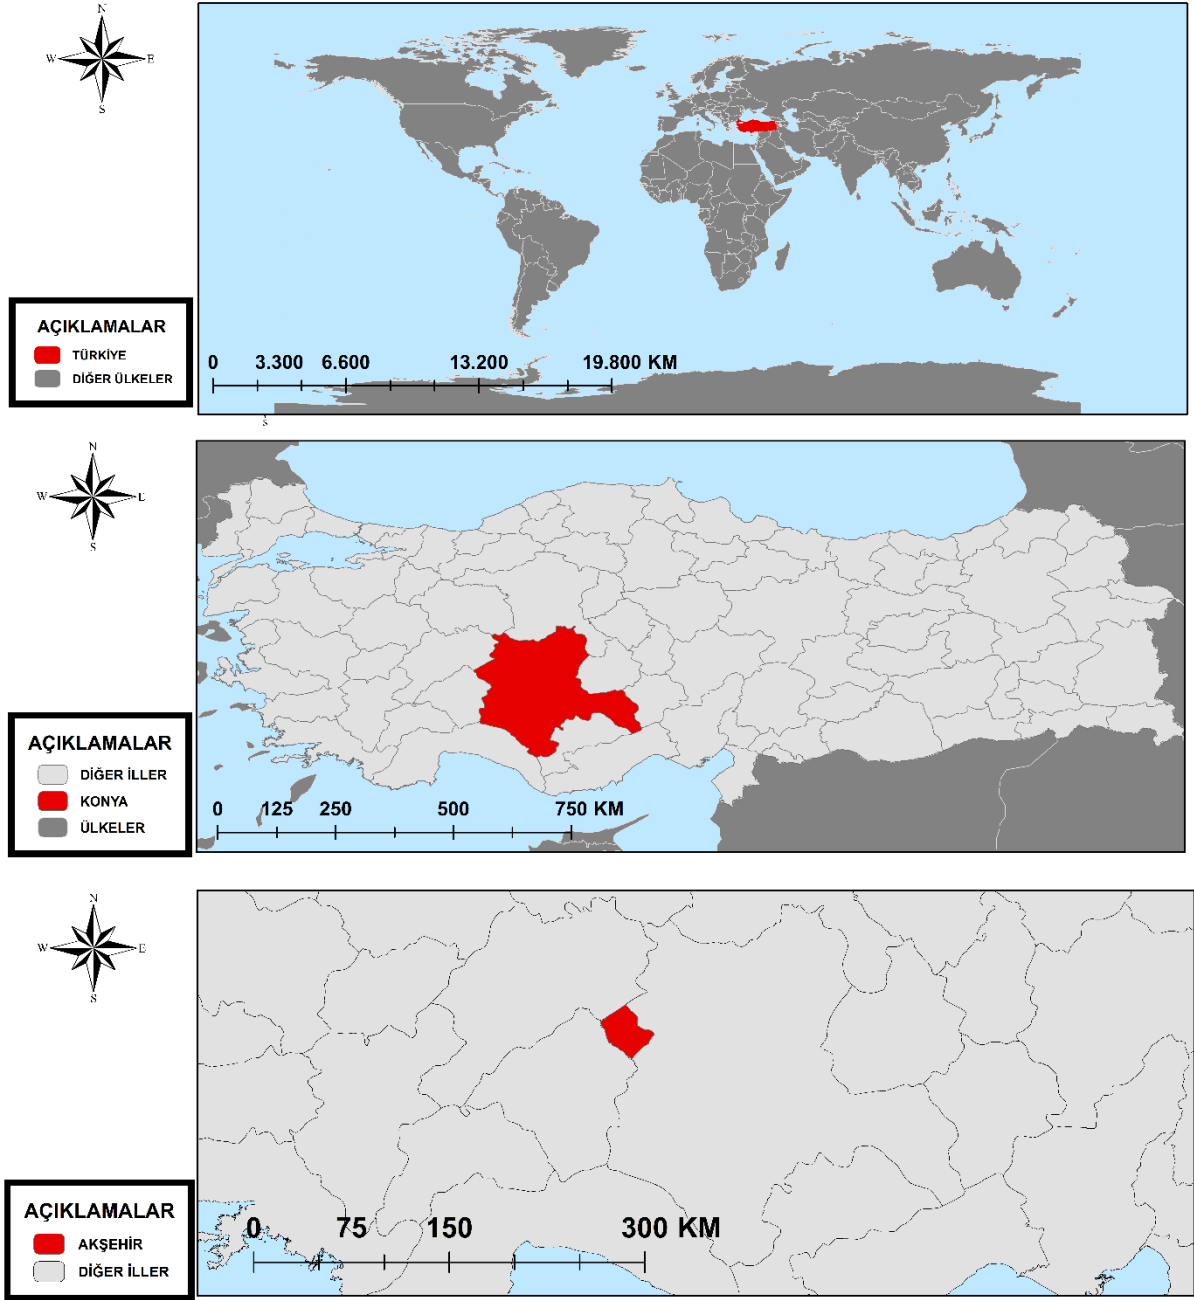 N
W E
S
AÇIKLAMALAR
TÜRKİYE
DİĞER ÜLKELER
0 3.300 6.600 13.200 19.800 KM
S
N
W E
S
AÇIKLAMALAR
DİĞER İLLER
KONYA
ÜLKELER
0 125 250 500 750 KM
N
W E
S
AÇIKLAMALAR
AKŞEHİR
DİĞER İLLER
0 75 150 300 KM